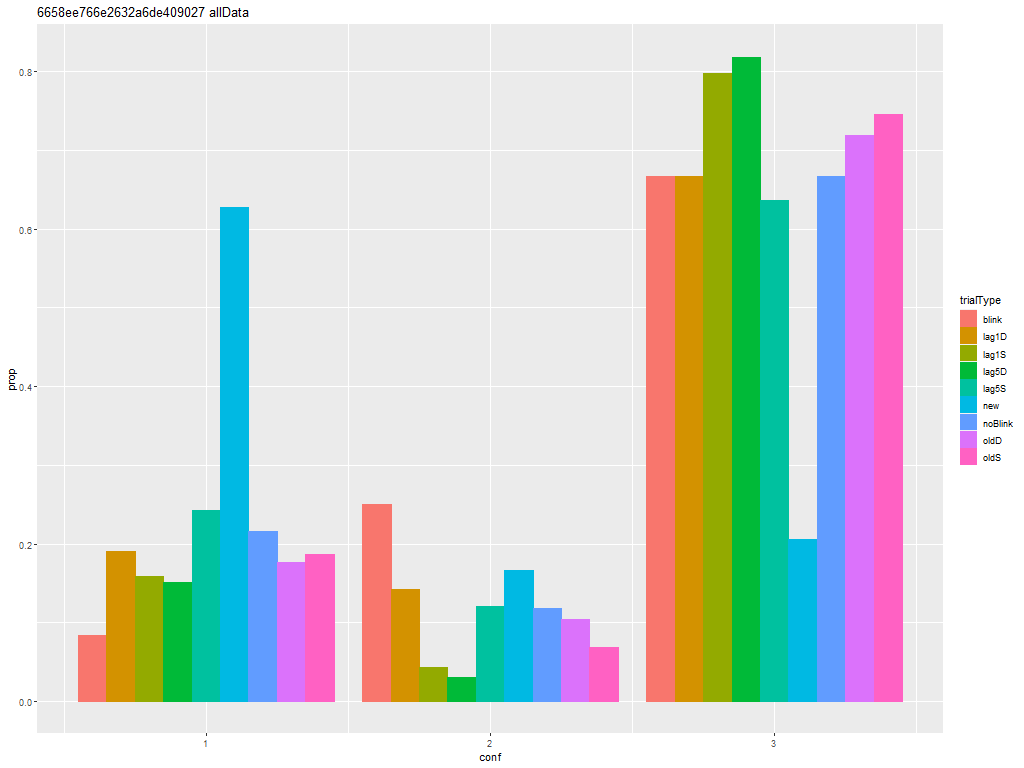 6658ee766e2632a6de409027 allData
prop
0.8
0.6
0.4
0.2
0.0
1
2
3
conf
trialType
blink
lag1D
lag1S
lag5D
lag5S
new
noBlink
oldD
oldS